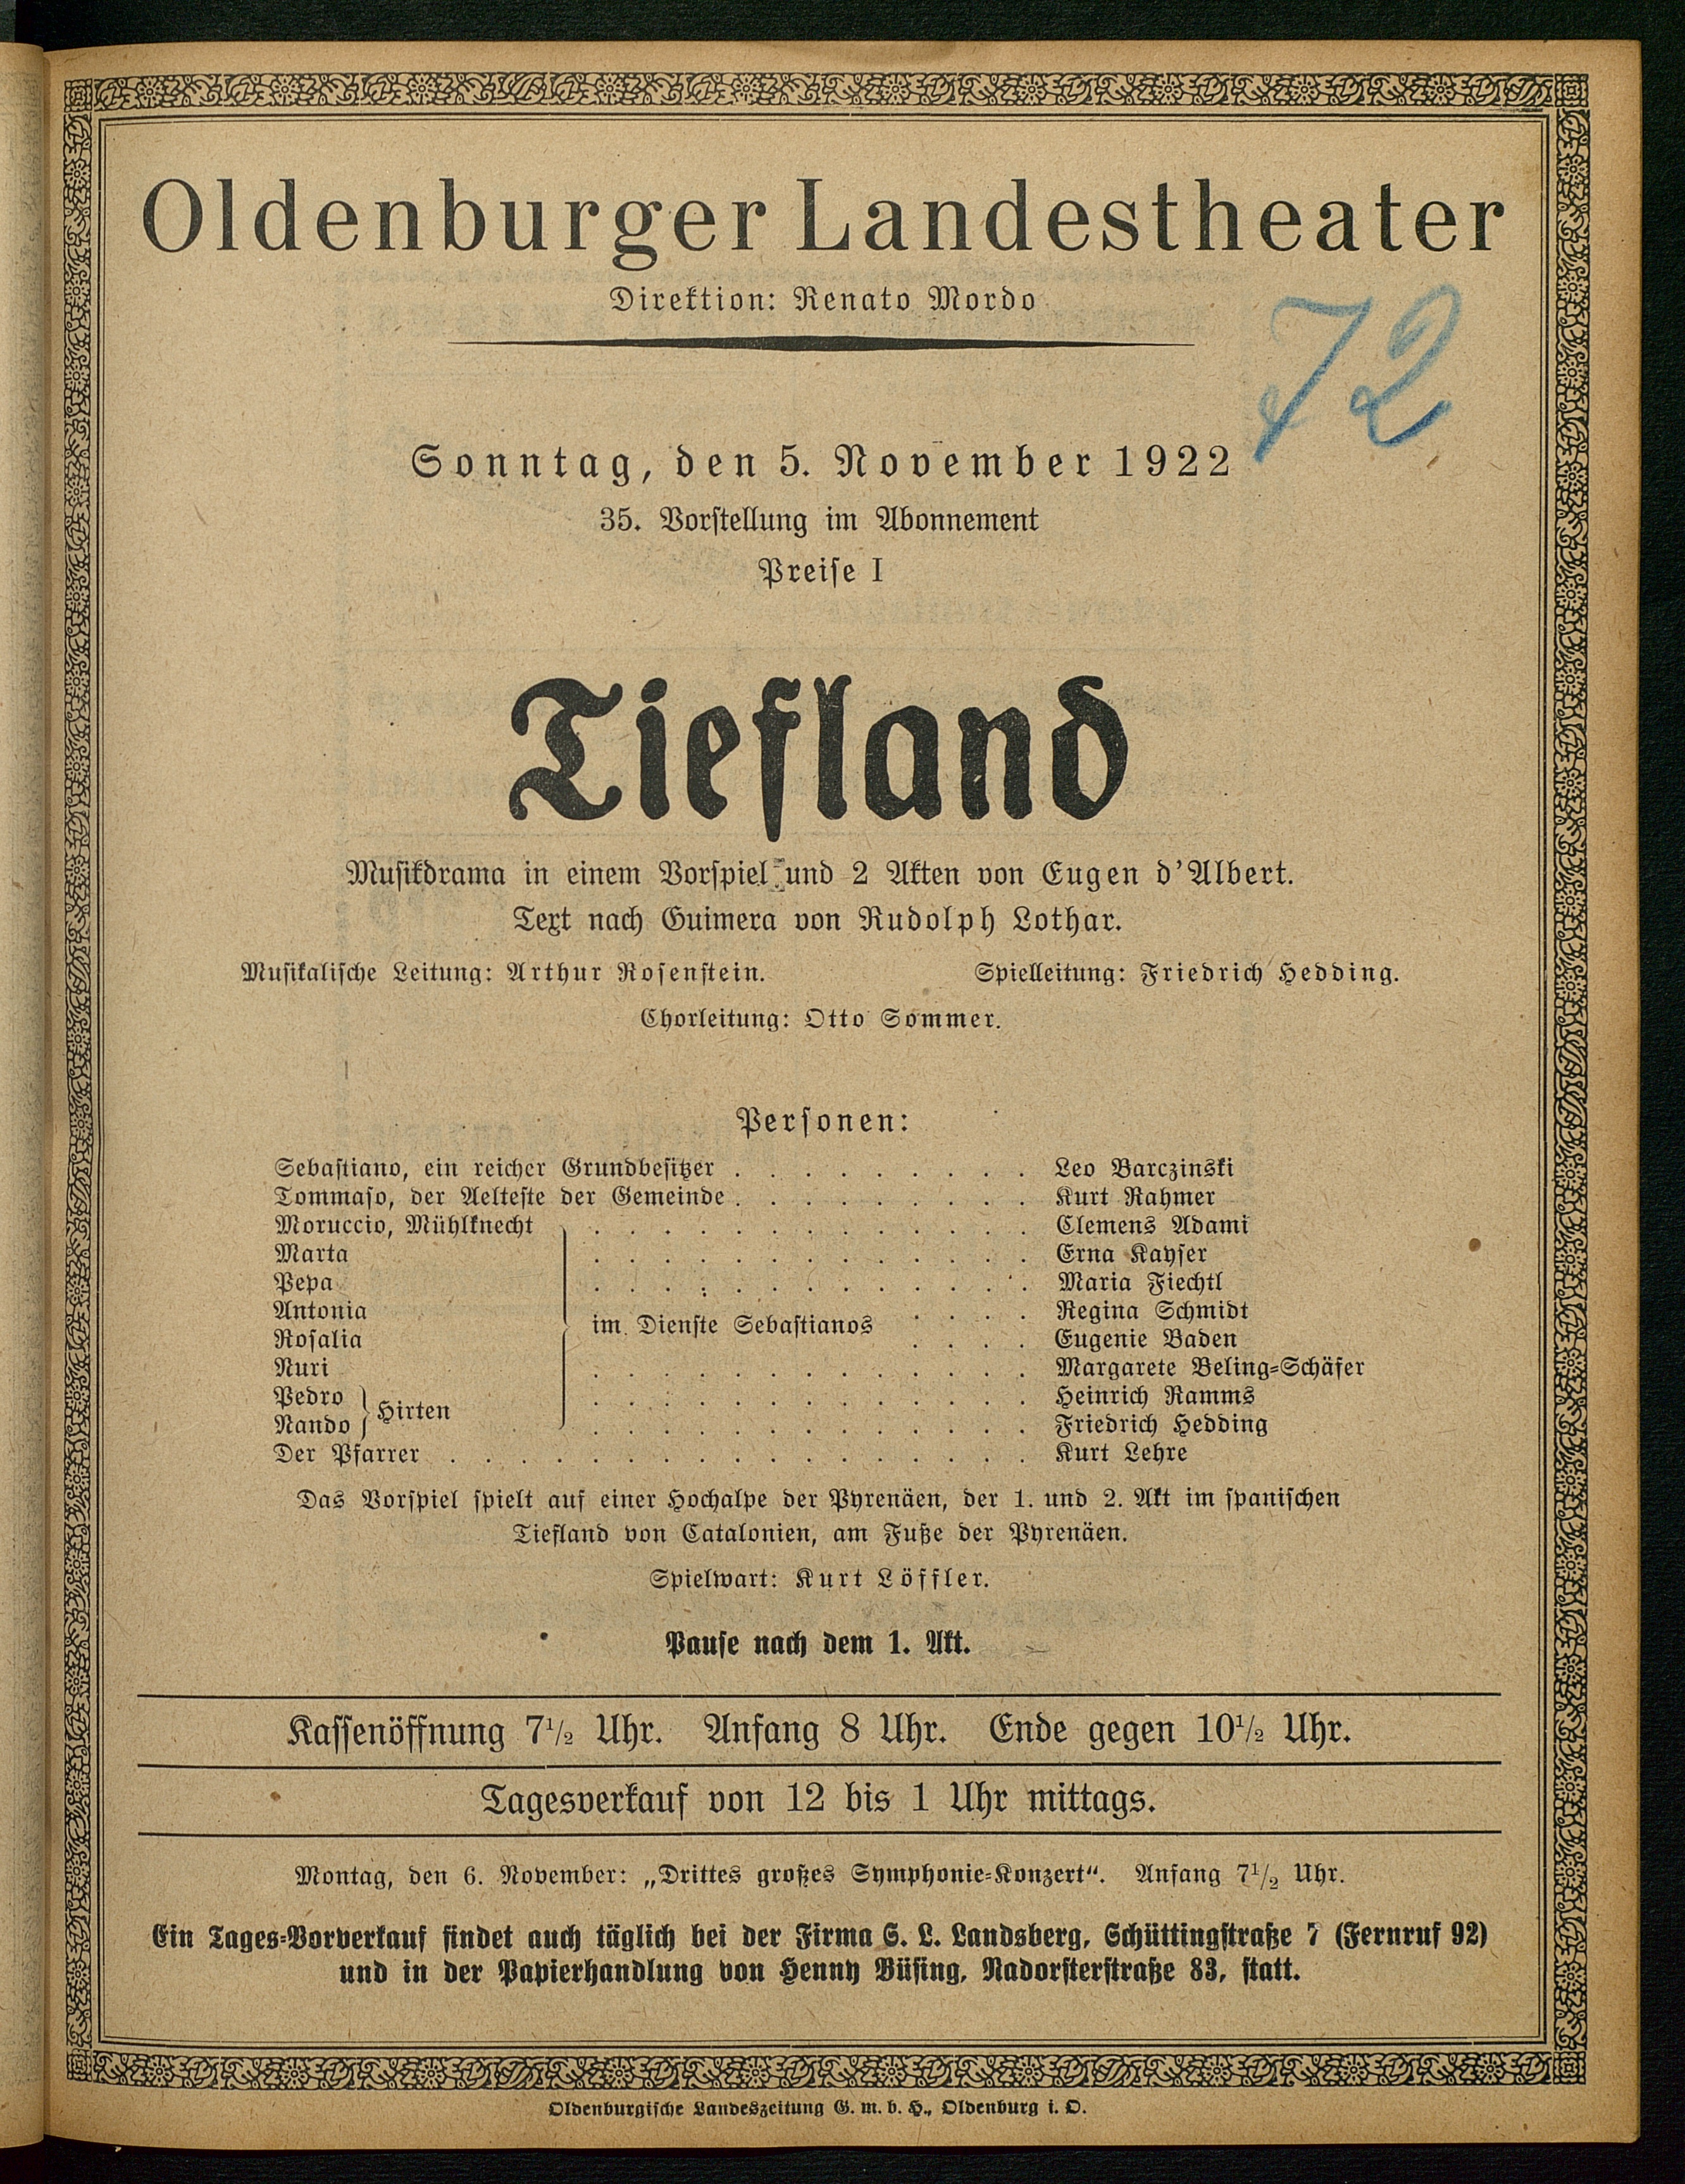 Oldenburger Landestheater
Direktion: Renato Mordo
72
Sonntag, den 5. November 1922
35. Vorstellung im Abonnement
Preise I
Tiefland
Musikdrama in einem Vorspiel und 2 Akten von Eugen d'Albert.
Text nach Guimera von Rudolph Lothar.
Musikalische Leitung: Arthur Rosenstein. Spielleitung: Friedrich Hedding.
Chorleitung: Otto Sommer.
Personen:
Sebastiano, ein reicher Grundbesitzer . . . . . . . . . Leo Barczinski
Tommaso, der Aelteste der Gemeinde . . . . . . . . . Kurt Rahmer
Moruccio, Mühlknecht . . . . . . . . . . . . . Clemens Adami
Marta . . . . . . . . . . . . . Erna Kayser
Pepa . . . . . . . . . . . . . Maria Fiechtl
Antonia . . . . Regina Schmidt
im Dienste Sebastianos
Rosalia . . . . Eugenie Baden
Nuri . . . . . . . . . . . . . Margarete Beling-Schäfer
Pedro . . . . . . . . . . . . . Heinrich Ramms
Hirten
Nando . . . . . . . . . . . . . Friedrich Hedding
Der Pfarrer . . . . . . . . . . . . . . . . . Kurt Lehre
Das Vorspiel spielt auf einer Hochalpe der Pyrenäen, der 1. und 2. Akt im spanischen
Tiefland von Catalonien, am Fuße der Pyrenäen.
Spielwart: Kurt Löffler.
Pause nach dem 1. Akt.
Kassenöffnung 7½ Uhr. Anfang 8 Uhr. Ende gegen 10½ Uhr.
Tagesverkauf von 12 bis 1 Uhr mittags.
Montag, den 6. November: „Drittes großes Symphonie-Konzert“. Anfang 7½ Uhr.
Ein Tages-Vorverkauf findet auch täglich bei der Firma S. L. Landsberg, Schüttingstraße 7 (Fernruf 92)
und in der Papierhandlung von Henny Büsing, Nadorsterstraße 83, statt.
Oldenburgische Landeszeitung G. m. b. H., Oldenburg i. O.